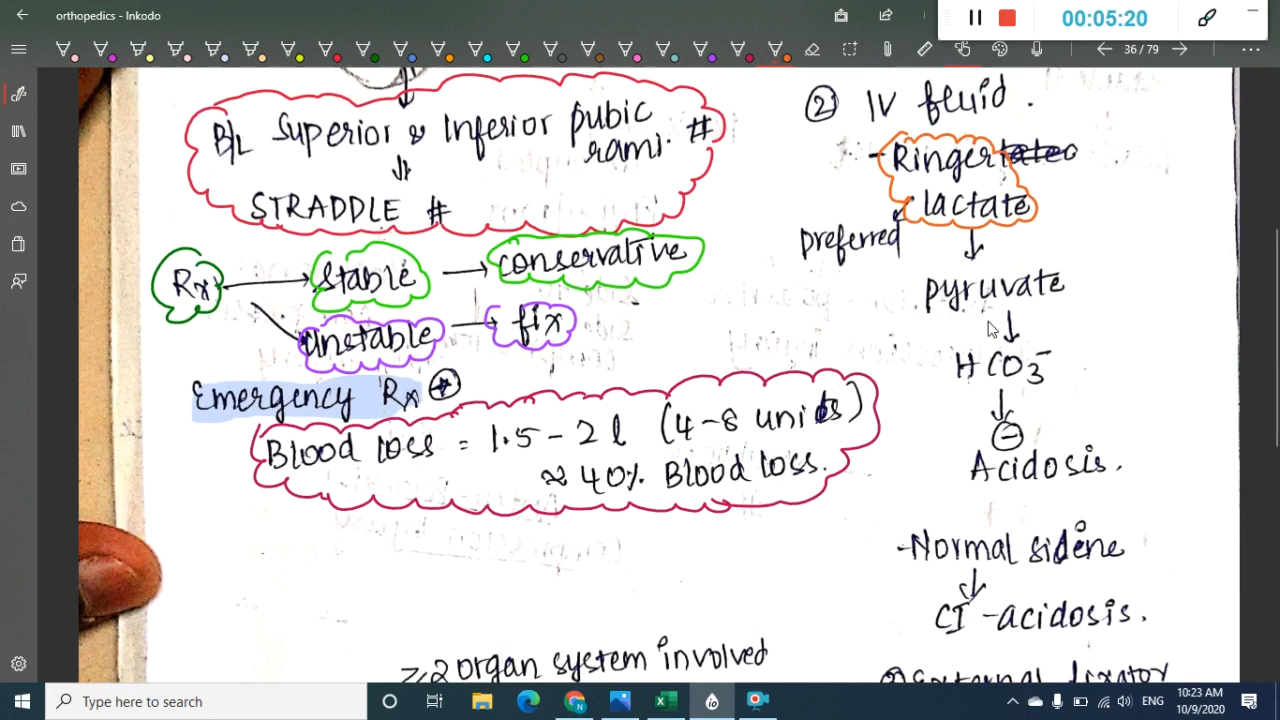 orthopedics - Inkodo
00:05:20
36 / 79
B/L Superior & Inferior pubic rami. #
STRADDLE #
Rx
stable
conservative
unstable
fix
Emergency Rx
Blood loss = 1.5 - 2 l (4-8 units)
≈ 40% Blood loss.
≥ 2 organ system involved
② IV fluid.
- Ringer
lactate
preferred
pyruvate
HCO3-
Acidosis.
- Normal
Cl -acidosis.
External fixator
Type here to search
ENG
10:23 AM
10/9/2020